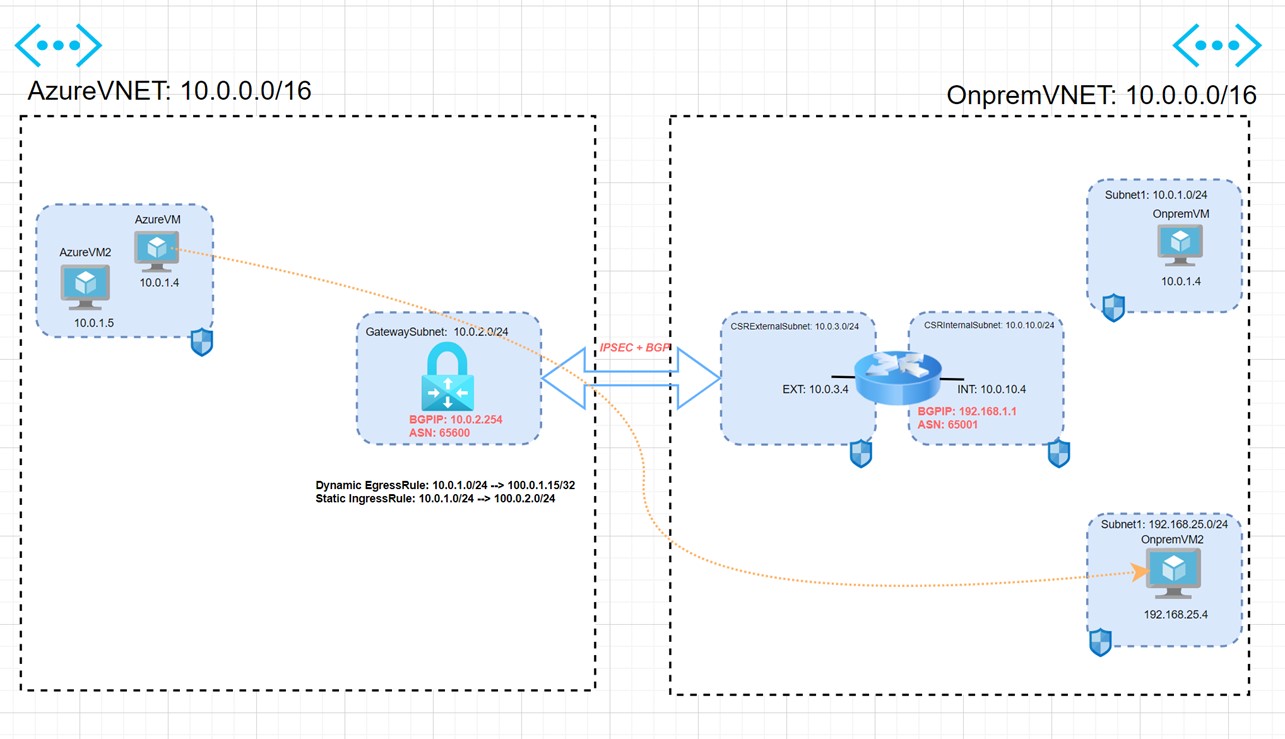 AzureVNET: 10.0.0.0/16
OnpremVNET: 10.0.0.0/16
AzureVM
10.0.1.4
AzureVM2
10.0.1.5
GatewaySubnet: 10.0.2.0/24
BGPIP: 10.0.2.254
ASN: 65600
Dynamic EgressRule: 10.0.1.0/24 --> 100.0.1.15/32
Static IngressRule: 10.0.1.0/24 --> 100.0.2.0/24
IPSEC + BGP
CSRExternalSubnet: 10.0.3.0/24
EXT: 10.0.3.4
CSRInternalSubnet: 10.0.10.0/24
INT: 10.0.10.4
BGPIP: 192.168.1.1
ASN: 65001
Subnet1: 10.0.1.0/24
OnpremVM
10.0.1.4
Subnet1: 192.168.25.0/24
OnpremVM2
192.168.25.4